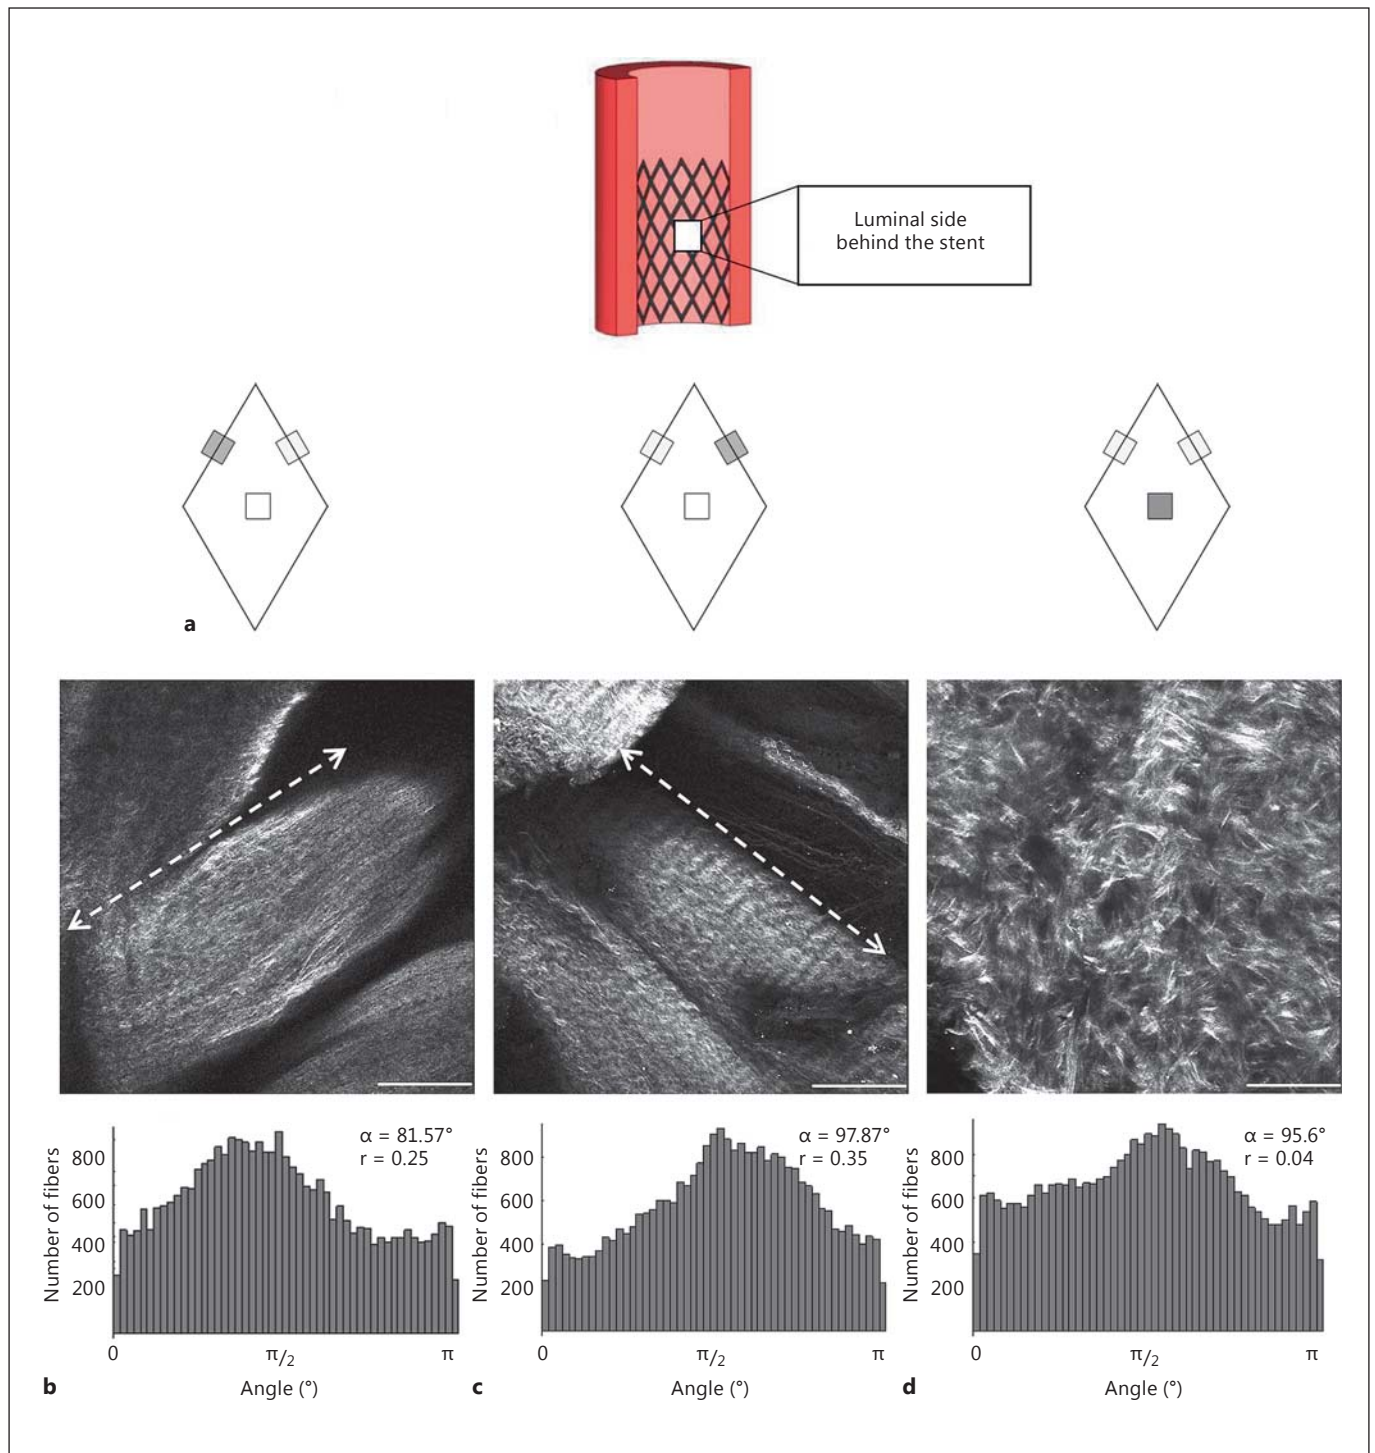 Luminal side
behind the stent
a
α = 81.57°
r = 0.25
800
600
400
200
Number of fibers
0 π/2 π
Angle (°)
b
α = 97.87°
r = 0.35
800
600
400
200
Number of fibers
0 π/2 π
Angle (°)
c
α = 95.6°
r = 0.04
800
600
400
200
Number of fibers
0 π/2 π
Angle (°)
d